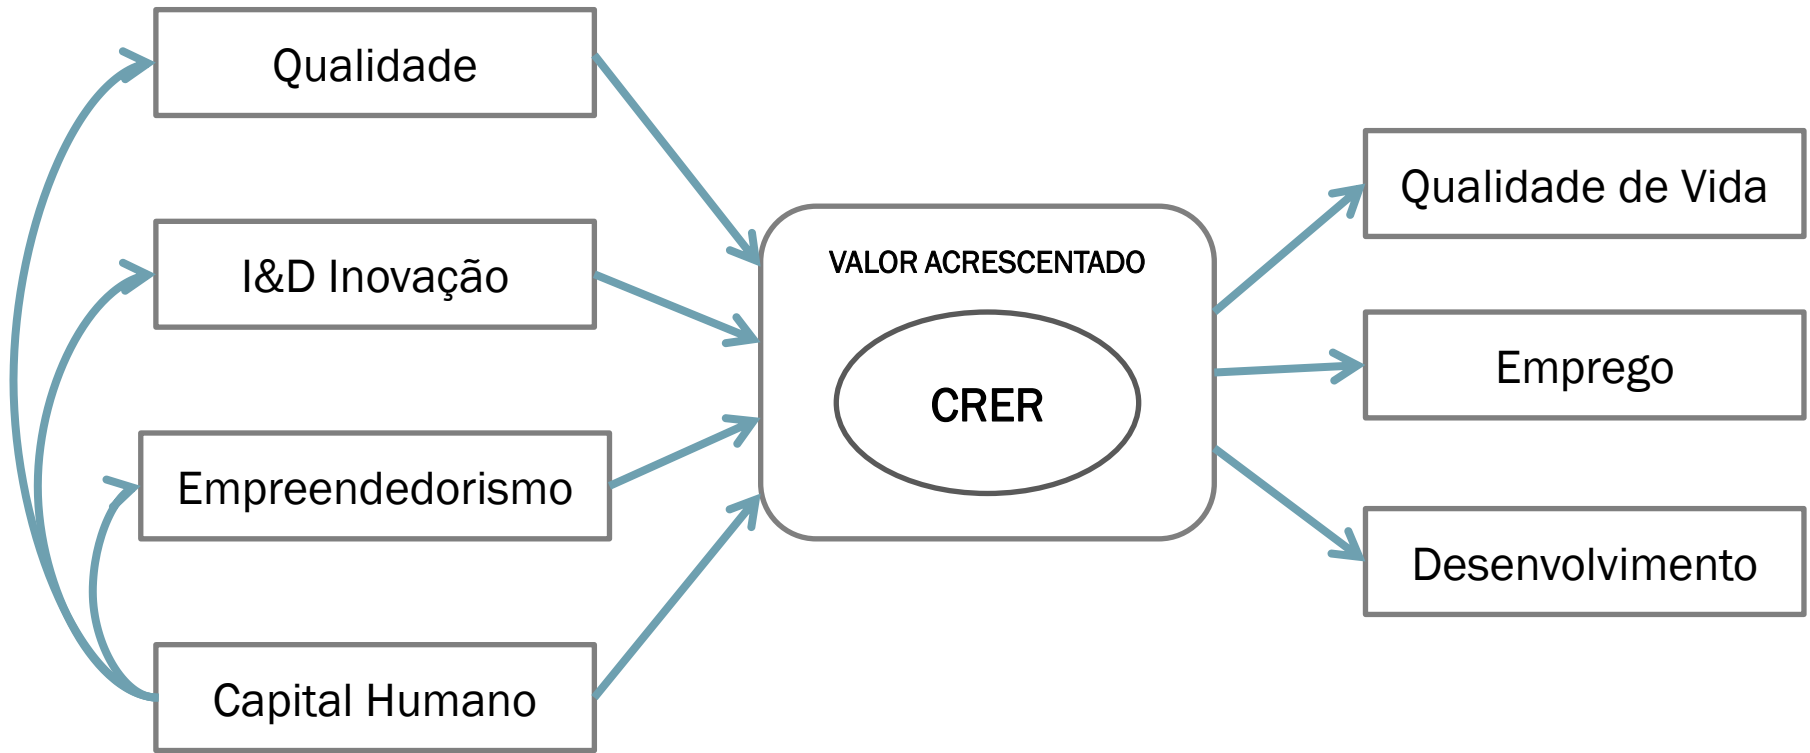 Qualidade
I&D Inovação
Empreendedorismo
Capital Humano
VALOR ACRESCENTADO
CRER
Qualidade de Vida
Emprego
Desenvolvimento